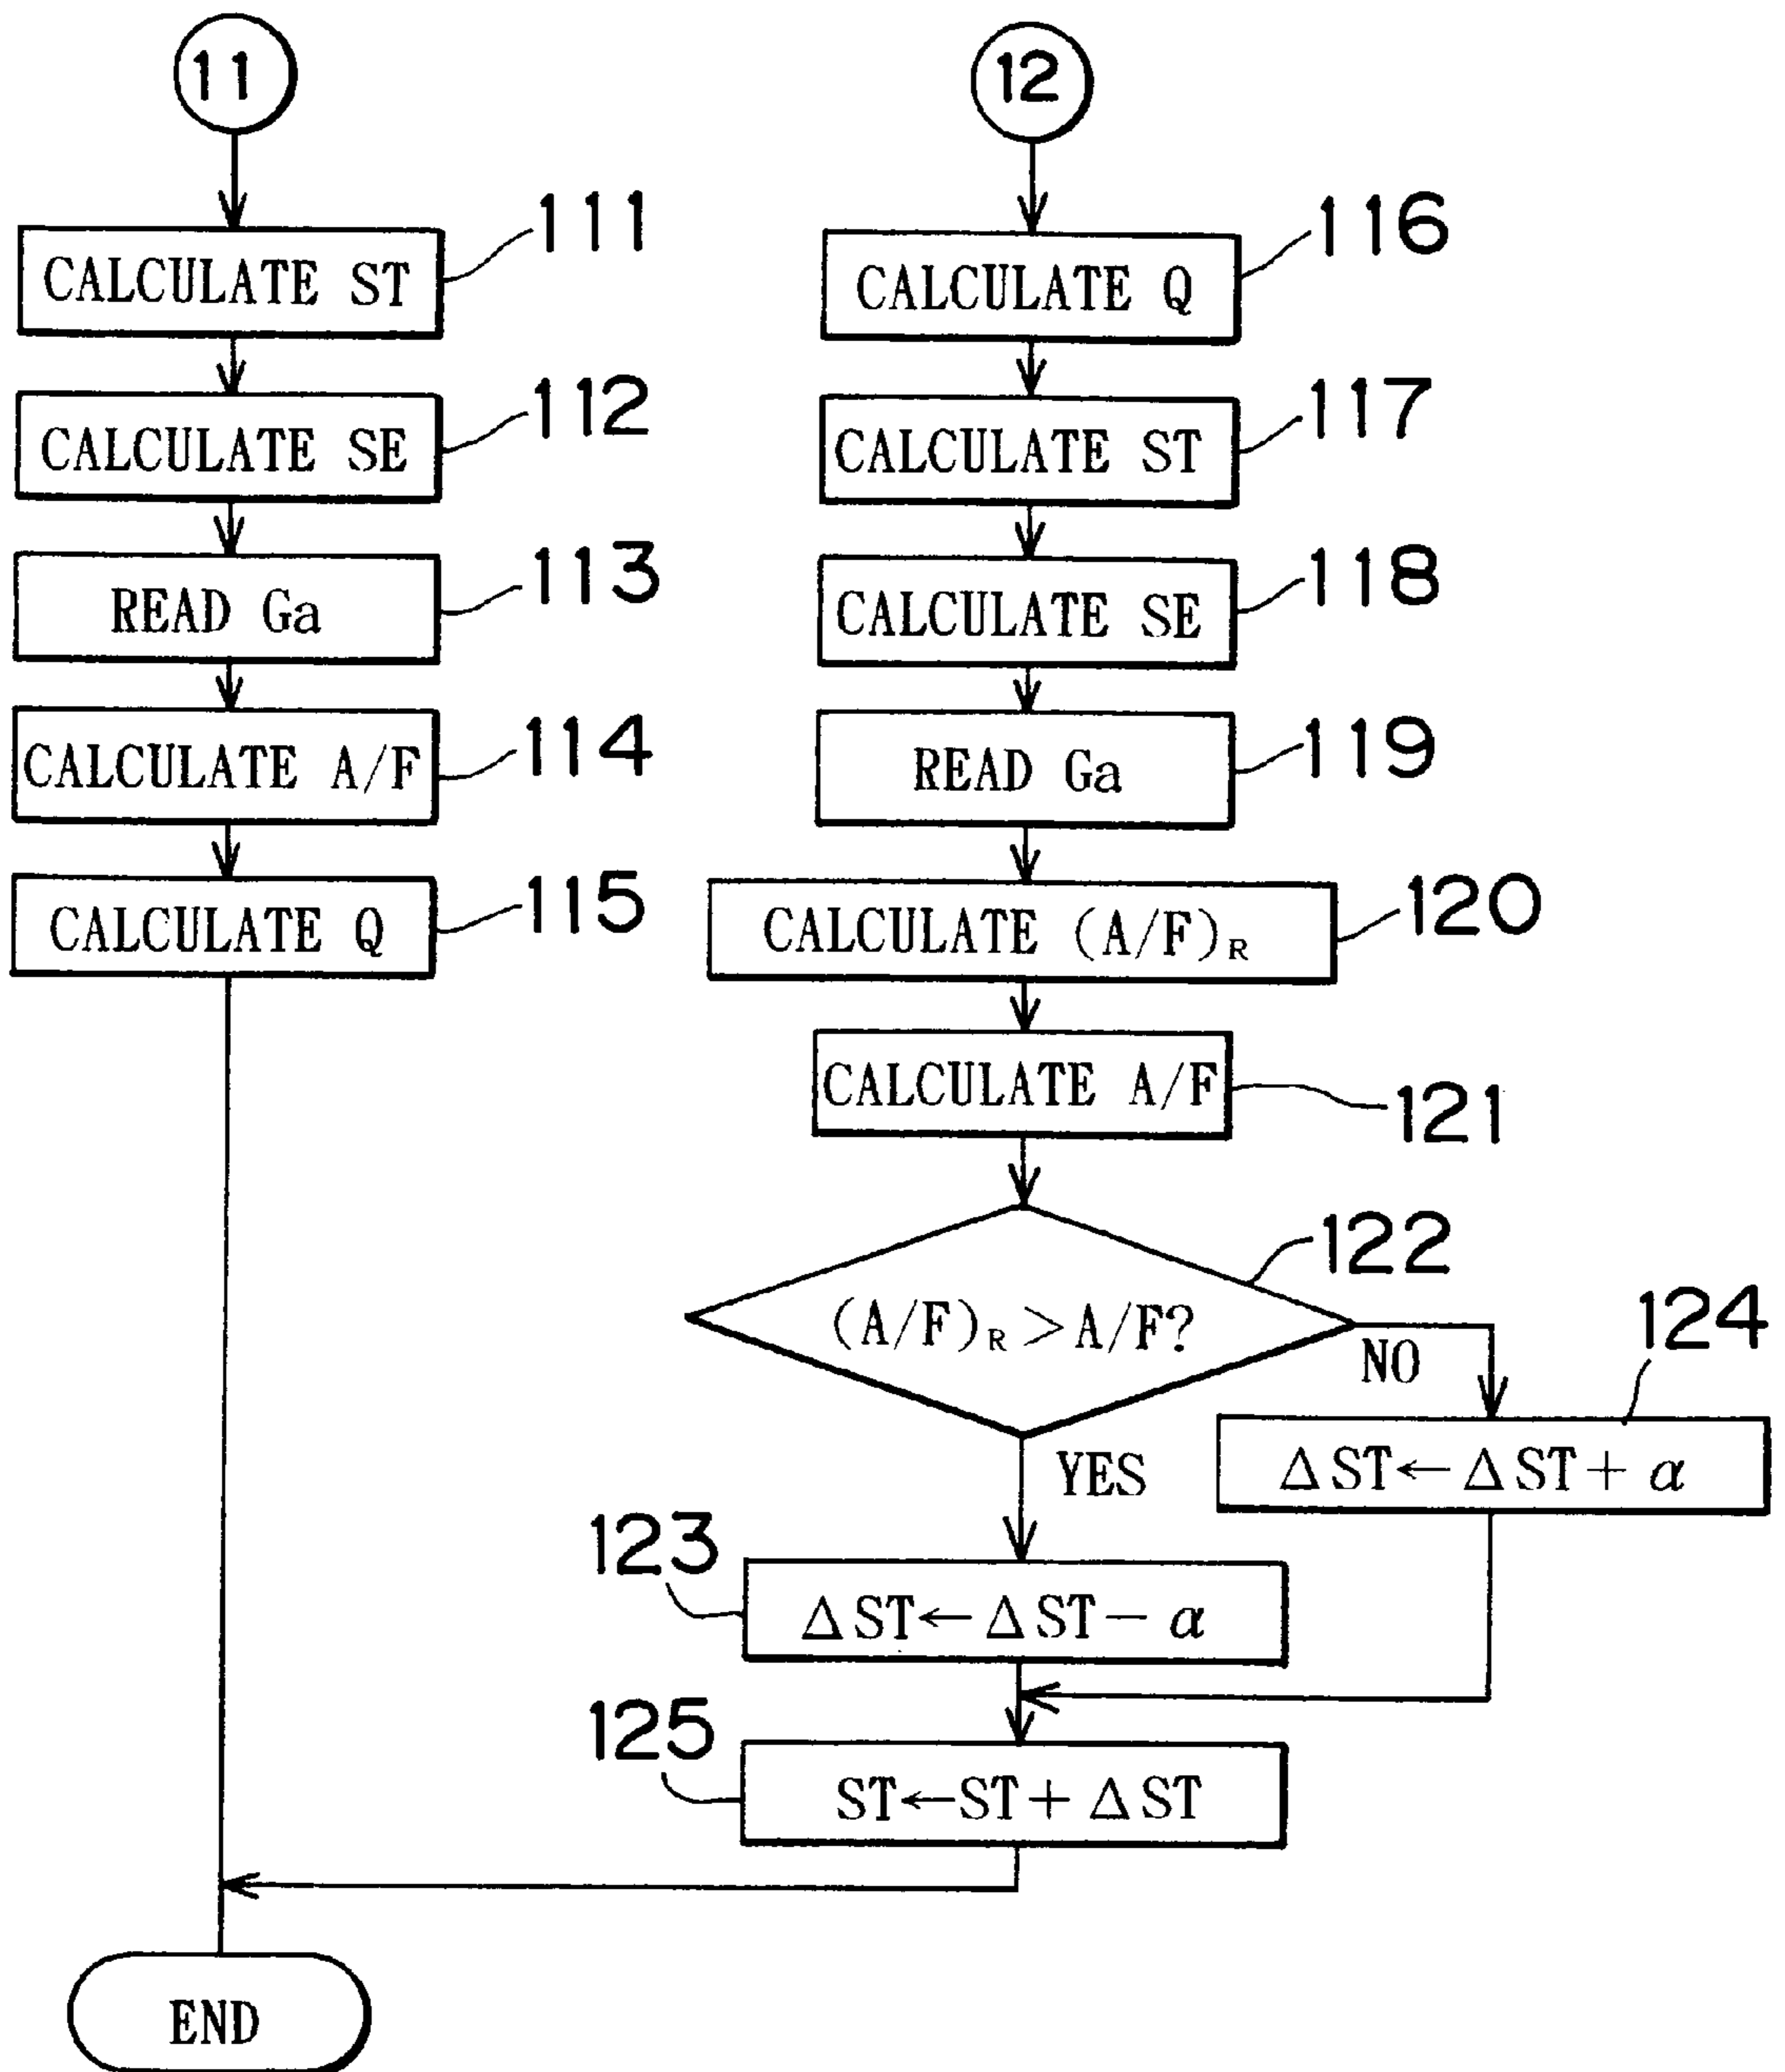 11
CALCULATE ST
111
CALCULATE SE
112
READ Ga
113
CALCULATE A/F
114
CALCULATE Q
115
12
CALCULATE Q
116
CALCULATE ST
117
CALCULATE SE
118
READ Ga
119
CALCULATE (A/F)R
120
CALCULATE A/F
121
(A/F)R > A/F?
122
NO
124
ΔST←ΔST+α
YES
123
ΔST←ΔST−α
125
ST←ST+ΔST
END